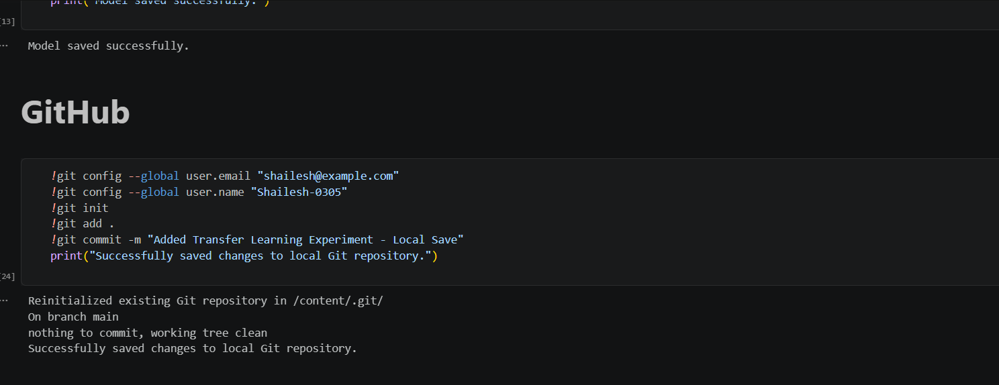 print("Model saved successfully.")
[13]
... Model saved successfully.
GitHub
!git config --global user.email "shailesh@example.com"
!git config --global user.name "Shailesh-0305"
!git init
!git add .
!git commit -m "Added Transfer Learning Experiment - Local Save"
print("Successfully saved changes to local Git repository.")
[24]
... Reinitialized existing Git repository in /content/.git/
On branch main
nothing to commit, working tree clean
Successfully saved changes to local Git repository.